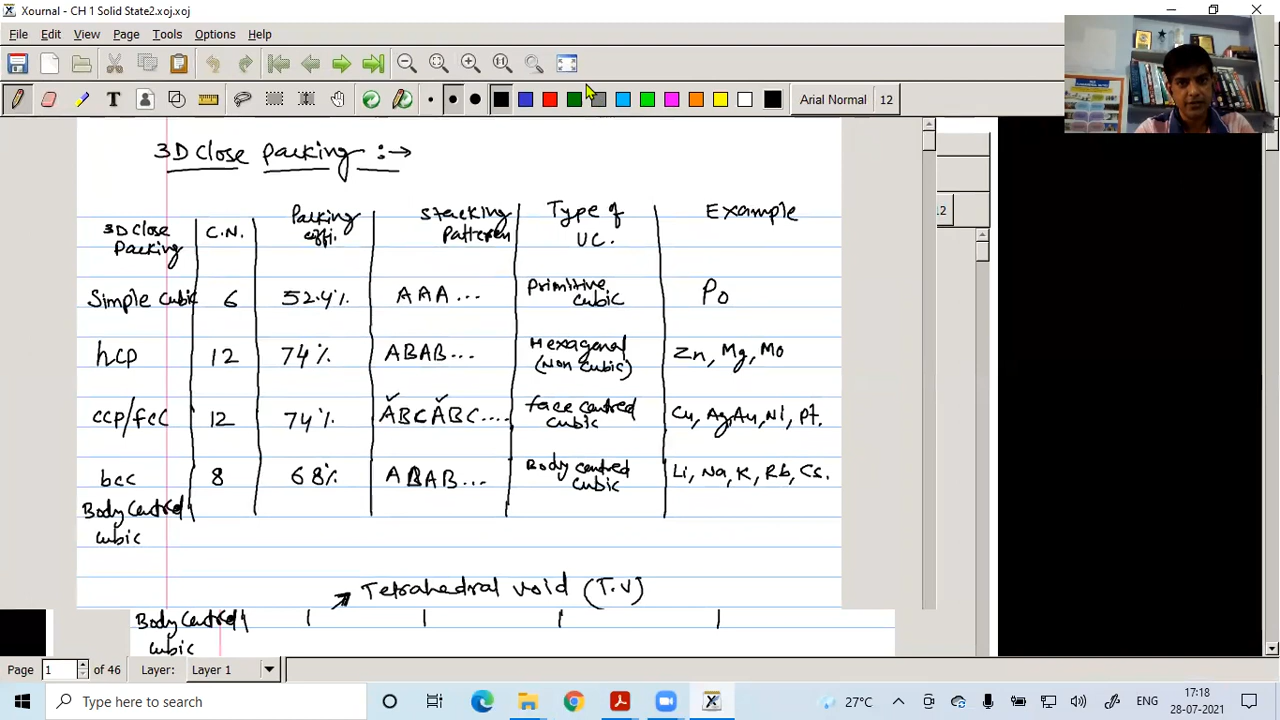 Xournal - CH 1 Solid State2.xoj.xoj
File Edit View Page Tools Options Help
Arial Normal 12
3D Close packing :→
3D Close Packing C.N. Packing effi. Stacking Pattern Type of U.C. Example
Simple cubic 6 52.4% AAA... Primitive cubic Po
hcp 12 74% ABAB... Hexagonal (Non cubic) Zn, Mg, Mo
ccp/fcc 12 74% ABCABC.... face centred cubic Cu, Ag, Au, Ni, Pt.
bcc 8 68% ABAB... Body centred cubic Li, Na, K, Rb, Cs.
Body Centred cubic
→ Tetrahedral void (T.V)
Body Centred
cubic
12
Page 1 of 46 Layer: Layer 1
Type here to search 27°C ENG 17:18
28-07-2021